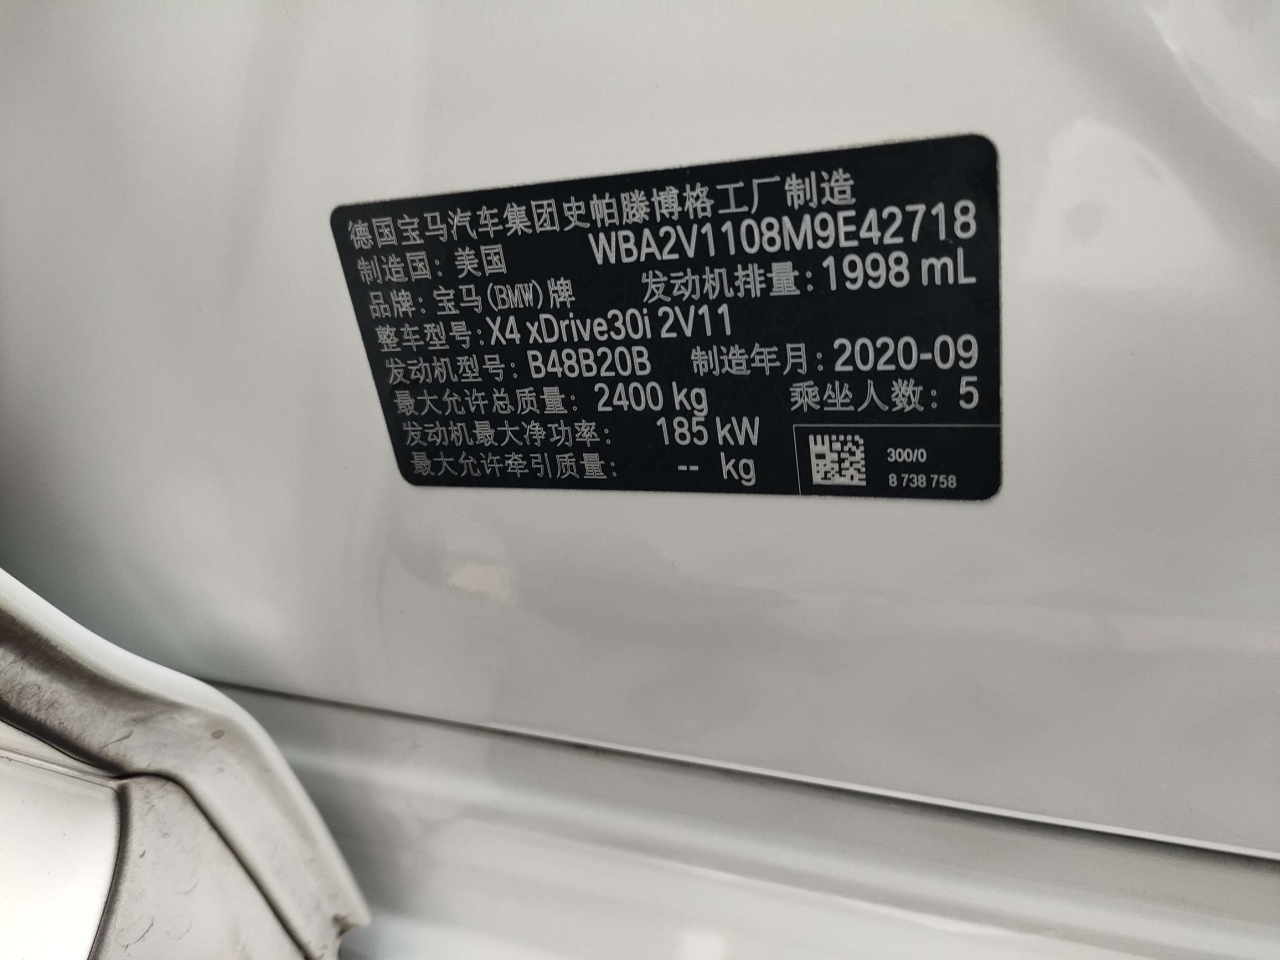 德国宝马汽车集团史帕滕博格工厂制造
制造国：美国 WBA2V1108M9E42718
品牌：宝马(BMW)牌 发动机排量：1998 mL
整车型号：X4 xDrive30i 2V11
发动机型号：B48B20B 制造年月：2020-09
最大允许总质量：2400 kg 乘坐人数：5
发动机最大净功率：185 kW
最大允许牵引质量：-- kg
300/0
8 738 758